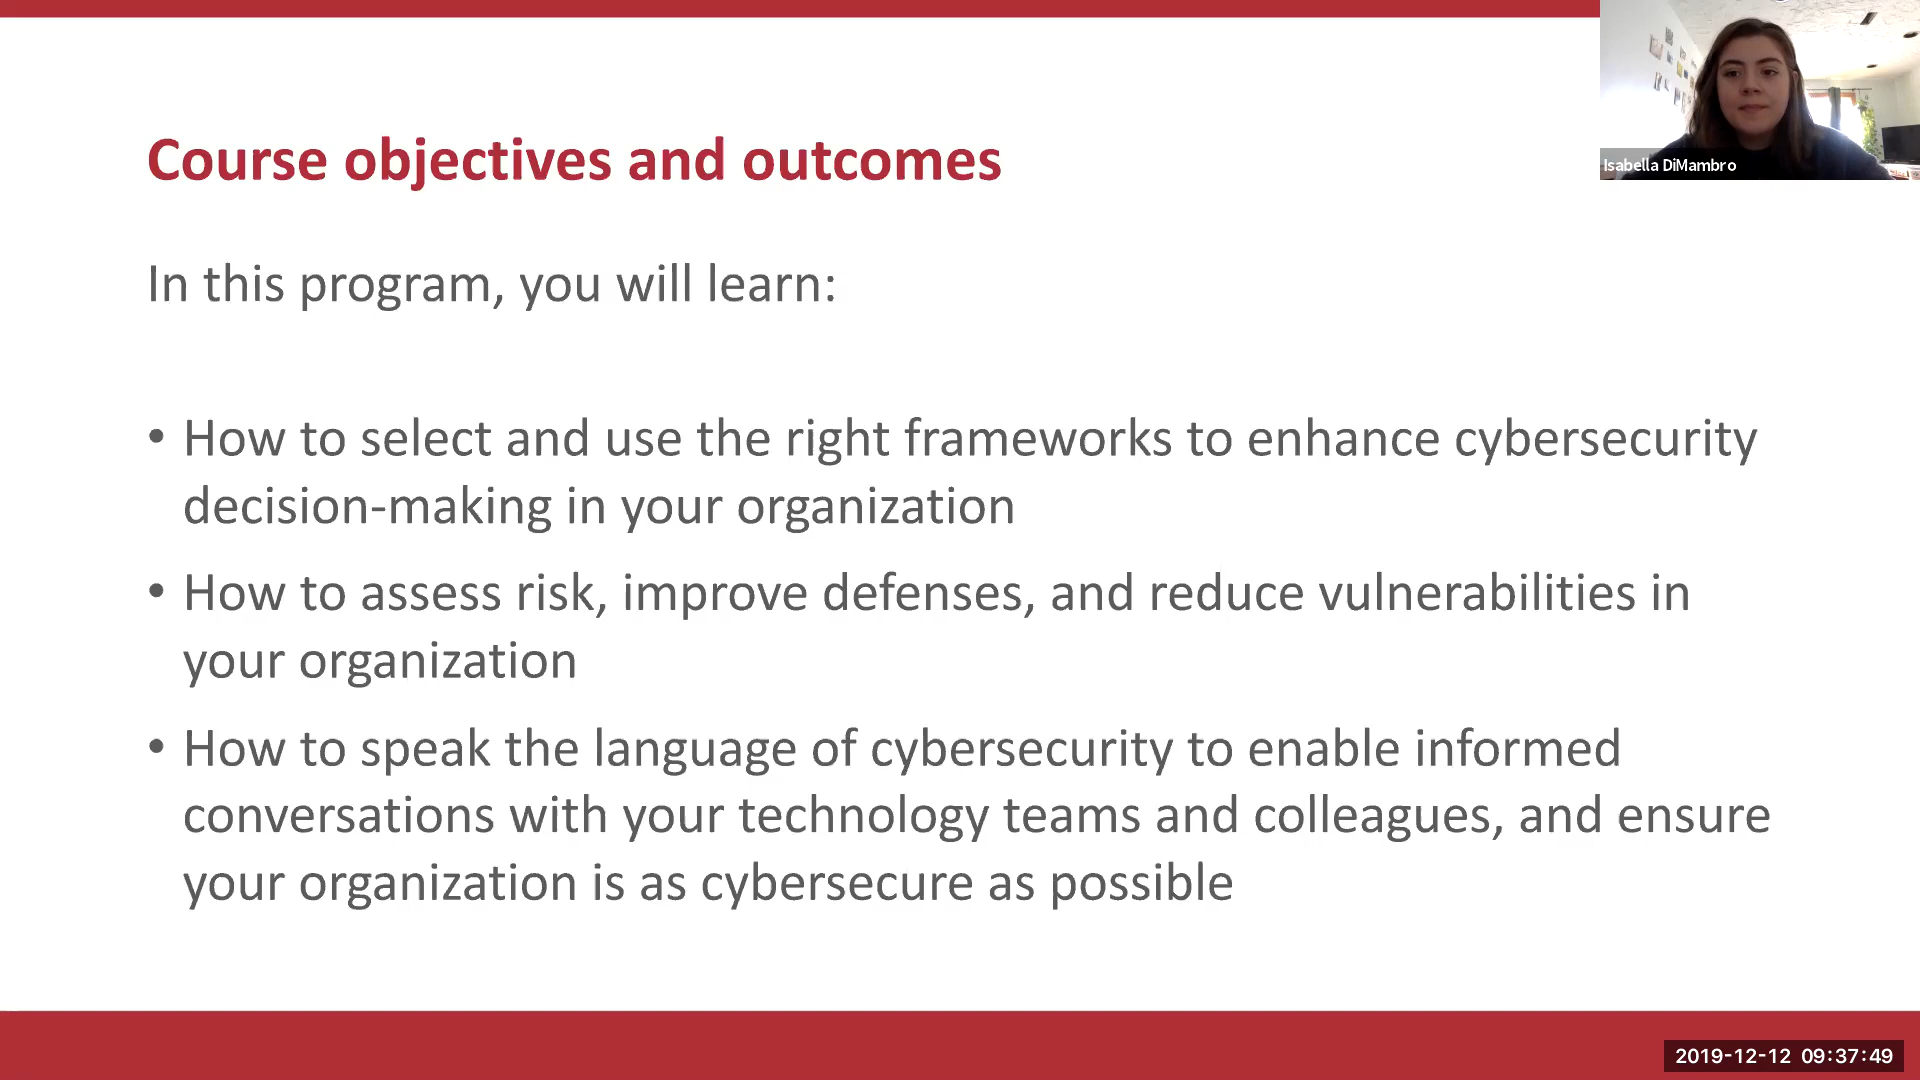 Course objectives and outcomes
Isabella DiMambro
In this program, you will learn:
• How to select and use the right frameworks to enhance cybersecurity
decision-making in your organization
• How to assess risk, improve defenses, and reduce vulnerabilities in
your organization
• How to speak the language of cybersecurity to enable informed
conversations with your technology teams and colleagues, and ensure
your organization is as cybersecure as possible
2019-12-12 09:37:49